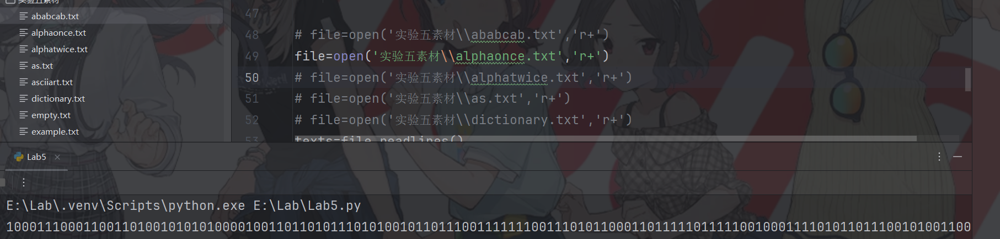 实验五素材
ababcab.txt
alphaonce.txt
alphatwice.txt
as.txt
asciiart.txt
dictionary.txt
empty.txt
example.txt
47
48 # file=open('实验五素材\\ababcab.txt','r+')
49 file=open('实验五素材\\alphaonce.txt','r+')
50 # file=open('实验五素材\\alphatwice.txt','r+')
51 # file=open('实验五素材\\as.txt','r+')
52 # file=open('实验五素材\\dictionary.txt','r+')
53 texts=file.readlines()
Lab5
E:\Lab\.venv\Scripts\python.exe E:\Lab\Lab5.py
1000111000110011010010101010000100110110101110101001011011100111111100111010110001101111101111100100011110101101110010100110​0